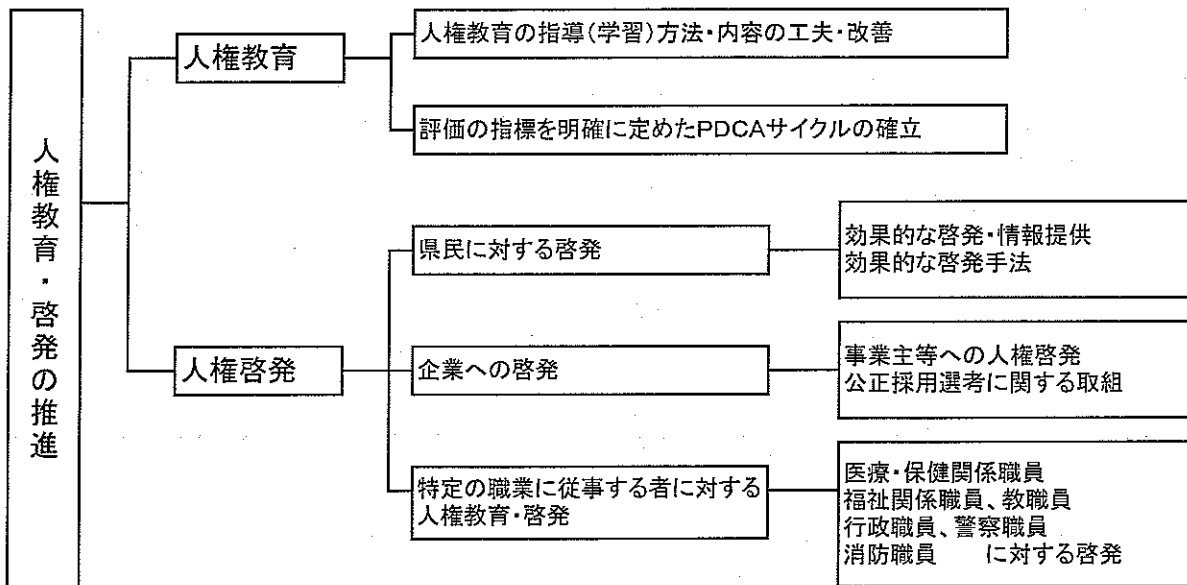 人権教育・啓発の推進
人権教育
人権教育の指導(学習)方法・内容の工夫・改善
評価の指標を明確に定めたPDCAサイクルの確立
人権啓発
県民に対する啓発
効果的な啓発・情報提供
効果的な啓発手法
企業への啓発
事業主等への人権啓発
公正採用選考に関する取組
特定の職業に従事する者に対する
人権教育・啓発
医療・保健関係職員
福祉関係職員、教職員
行政職員、警察職員
消防職員　　に対する啓発